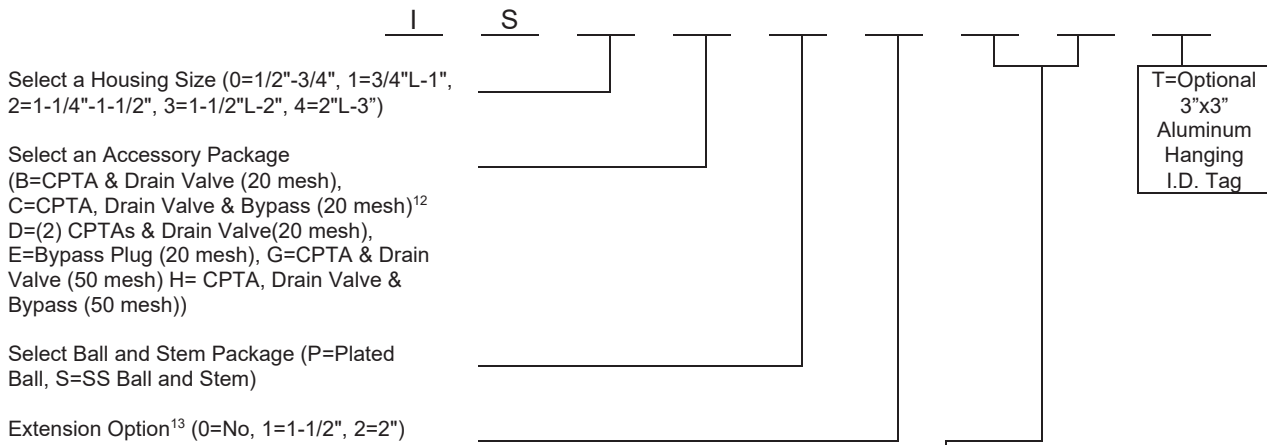 I S
Select a Housing Size (0=1/2"-3/4", 1=3/4"L-1",
2=1-1/4"-1-1/2", 3=1-1/2"L-2", 4=2"L-3”)
Select an Accessory Package
(B=CPTA & Drain Valve (20 mesh),
C=CPTA, Drain Valve & Bypass (20 mesh)¹²
D=(2) CPTAs & Drain Valve(20 mesh),
E=Bypass Plug (20 mesh), G=CPTA & Drain
Valve (50 mesh) H= CPTA, Drain Valve &
Bypass (50 mesh))
Select Ball and Stem Package (P=Plated
Ball, S=SS Ball and Stem)
Extension Option¹³ (0=No, 1=1-1/2", 2=2")
T=Optional
3”x3”
Aluminum
Hanging
I.D. Tag